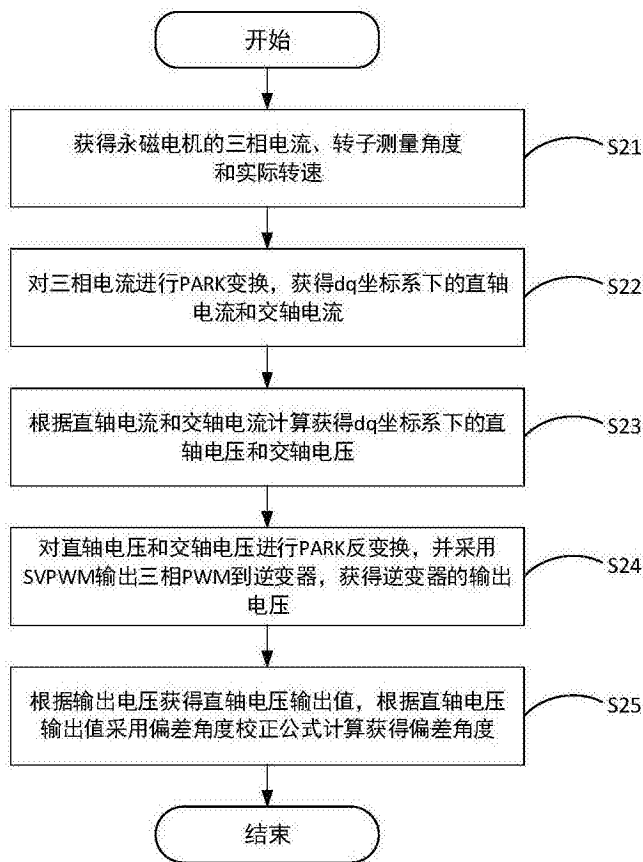 开始
获得永磁电机的三相电流、转子测量角度
和实际转速
S21
对三相电流进行PARK变换，获得dq坐标系下的直轴
电流和交轴电流
S22
根据直轴电流和交轴电流计算获得dq坐标系下的直
轴电压和交轴电压
S23
对直轴电压和交轴电压进行PARK反变换，并采用
SVPWM输出三相PWM到逆变器，获得逆变器的输出
电压
S24
根据输出电压获得直轴电压输出值，根据直轴电压
输出值采用偏差角度校正公式计算获得偏差角度
S25
结束